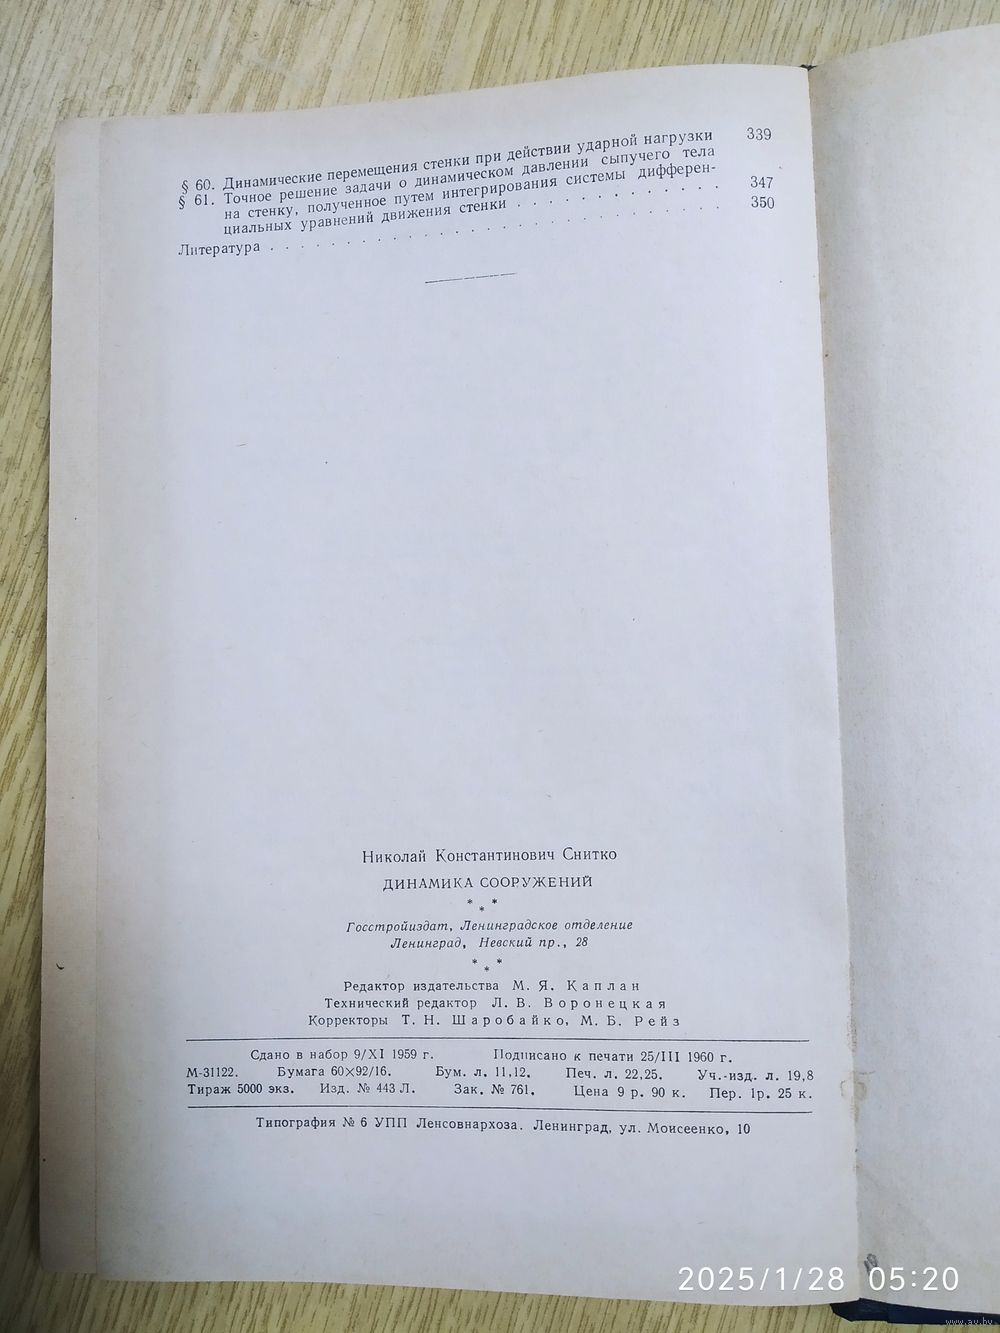 § 60. Динамические перемещения стенки при действии ударной нагрузки 339
§ 61. Точное решение задачи о динамическом давлении сыпучего тела
на стенку, полученное путем интегрирования системы дифферен-
циальных уравнений движения стенки . . . . . . . . . . . 347
Литература . . . . . . . . . . . . . . . . . . . . . . . . 350
Николай Константинович Снитко
ДИНАМИКА СООРУЖЕНИЙ
* * *
Госстройиздат, Ленинградское отделение
Ленинград, Невский пр., 28
* * *
Редактор издательства М. Я. Каплан
Технический редактор Л. В. Воронецкая
Корректоры Т. Н. Шаробайко, М. Б. Рейз
Сдано в набор 9/XI 1959 г. Подписано к печати 25/III 1960 г.
М-31122. Бумага 60×92/16. Бум. л. 11,12. Печ. л. 22,25. Уч.-изд. л. 19,8
Тираж 5000 экз. Изд. № 443 Л. Зак. № 761. Цена 9 р. 90 к. Пер. 1р. 25 к.
Типография № 6 УПП Ленсовнархоза. Ленинград, ул. Моисеенко, 10
2025/1/28 05:20
www.av.by